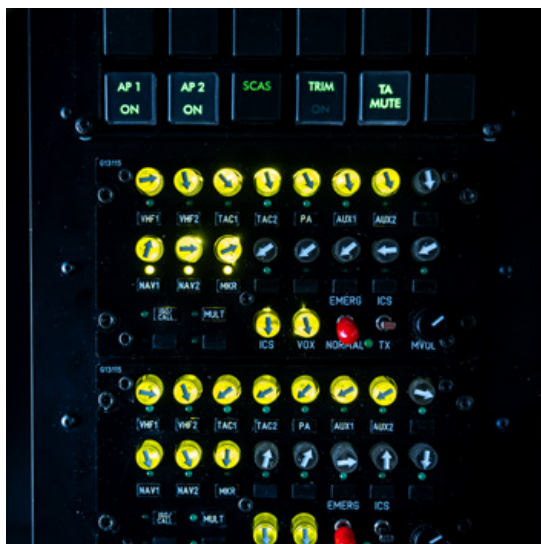 AP 1 AP 2 SCAS TRIM TA
ON ON ON MUTE
G13115
VHF1 VHF2 TAC1 TAC2 PA AUX1 AUX2
NAV1 NAV2 MKR
EMERG ICS
CALL MULT
ICS VOX NORMAL TX MVOL
G13115
VHF1 VHF2 TAC1 TAC2 PA AUX1 AUX2
NAV1 NAV2 MKR
EMERG ICS
CALL MULT